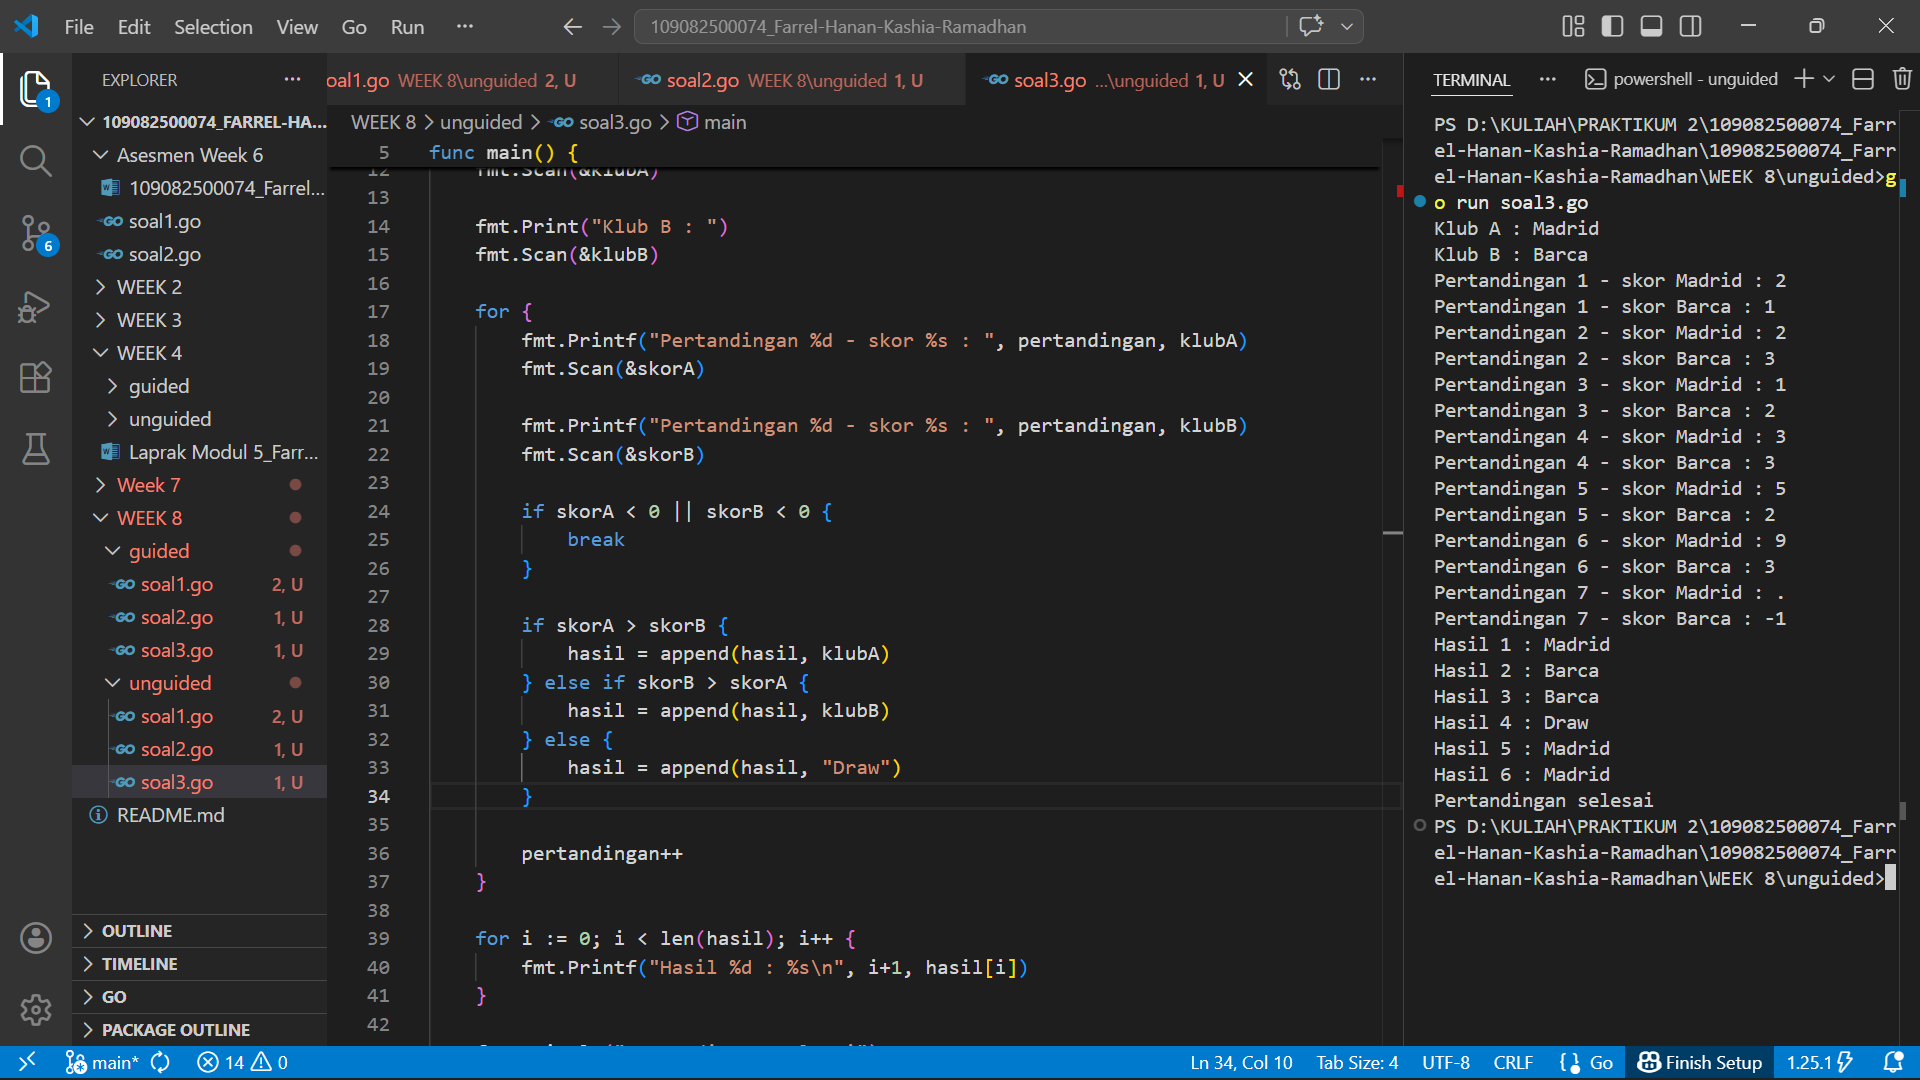 File Edit Selection View Go Run ···
109082500074_Farrel-Hanan-Kashia-Ramadhan
EXPLORER ···
1
6
109082500074_FARREL-HA...
Asesmen Week 6
109082500074_Farrel...
soal1.go
soal2.go
WEEK 2
WEEK 3
WEEK 4
guided
unguided
Laprak Modul 5_Farr...
Week 7
WEEK 8
guided
soal1.go 2, U
soal2.go 1, U
soal3.go 1, U
unguided
soal1.go 2, U
soal2.go 1, U
soal3.go 1, U
README.md
OUTLINE
TIMELINE
GO
PACKAGE OUTLINE
oal1.go WEEK 8\unguided 2, U
soal2.go WEEK 8\unguided 1, U
soal3.go ...\unguided 1, U
WEEK 8 > unguided > soal3.go > main
5 func main() {
12 fmt.Scan(&klubA)
13
14 fmt.Print("Klub B : ")
15 fmt.Scan(&klubB)
16
17 for {
18 fmt.Printf("Pertandingan %d - skor %s : ", pertandingan, klubA)
19 fmt.Scan(&skorA)
20
21 fmt.Printf("Pertandingan %d - skor %s : ", pertandingan, klubB)
22 fmt.Scan(&skorB)
23
24 if skorA < 0 || skorB < 0 {
25 break
26 }
27
28 if skorA > skorB {
29 hasil = append(hasil, klubA)
30 } else if skorB > skorA {
31 hasil = append(hasil, klubB)
32 } else {
33 hasil = append(hasil, "Draw")
34 }
35
36 pertandingan++
37 }
38
39 for i := 0; i < len(hasil); i++ {
40 fmt.Printf("Hasil %d : %s\n", i+1, hasil[i])
41 }
42
TERMINAL ··· powershell - unguided
PS D:\KULIAH\PRAKTIKUM 2\109082500074_Farr
el-Hanan-Kashia-Ramadhan\109082500074_Farr
el-Hanan-Kashia-Ramadhan\WEEK 8\unguided>g
o run soal3.go
Klub A : Madrid
Klub B : Barca
Pertandingan 1 - skor Madrid : 2
Pertandingan 1 - skor Barca : 1
Pertandingan 2 - skor Madrid : 2
Pertandingan 2 - skor Barca : 3
Pertandingan 3 - skor Madrid : 1
Pertandingan 3 - skor Barca : 2
Pertandingan 4 - skor Madrid : 3
Pertandingan 4 - skor Barca : 3
Pertandingan 5 - skor Madrid : 5
Pertandingan 5 - skor Barca : 2
Pertandingan 6 - skor Madrid : 9
Pertandingan 6 - skor Barca : 3
Pertandingan 7 - skor Madrid : .
Pertandingan 7 - skor Barca : -1
Hasil 1 : Madrid
Hasil 2 : Barca
Hasil 3 : Barca
Hasil 4 : Draw
Hasil 5 : Madrid
Hasil 6 : Madrid
Pertandingan selesai
PS D:\KULIAH\PRAKTIKUM 2\109082500074_Farr
el-Hanan-Kashia-Ramadhan\109082500074_Farr
el-Hanan-Kashia-Ramadhan\WEEK 8\unguided>
main* 14 0 Ln 34, Col 10 Tab Size: 4 UTF-8 CRLF Go Finish Setup 1.25.1